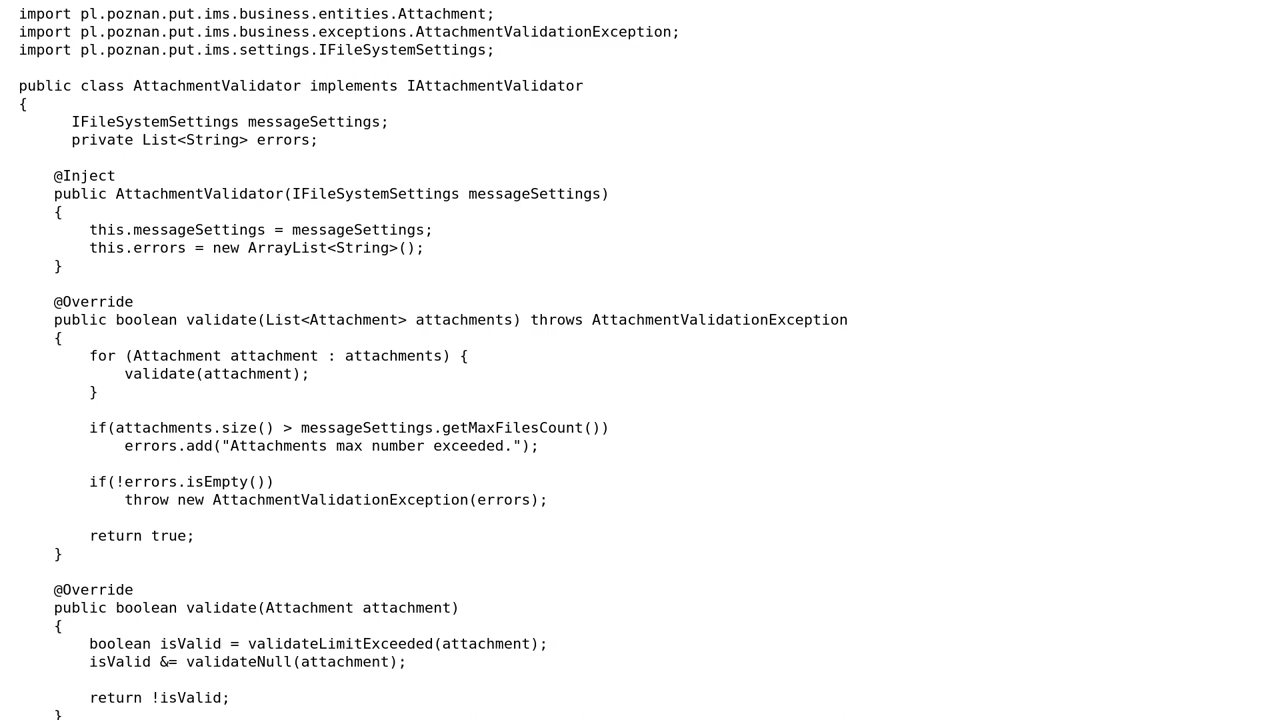 import pl.poznan.put.ims.business.entities.Attachment;
import pl.poznan.put.ims.business.exceptions.AttachmentValidationException;
import pl.poznan.put.ims.settings.IFileSystemSettings;

public class AttachmentValidator implements IAttachmentValidator
{
      IFileSystemSettings messageSettings;
      private List<String> errors;

    @Inject
    public AttachmentValidator(IFileSystemSettings messageSettings)
    {
        this.messageSettings = messageSettings;
        this.errors = new ArrayList<String>();
    }

    @Override
    public boolean validate(List<Attachment> attachments) throws AttachmentValidationException
    {
        for (Attachment attachment : attachments) {
            validate(attachment);
        }

        if(attachments.size() > messageSettings.getMaxFilesCount())
            errors.add("Attachments max number exceeded.");

        if(!errors.isEmpty())
            throw new AttachmentValidationException(errors);

        return true;
    }

    @Override
    public boolean validate(Attachment attachment)
    {
        boolean isValid = validateLimitExceeded(attachment);
        isValid &= validateNull(attachment);

        return !isValid;
    }